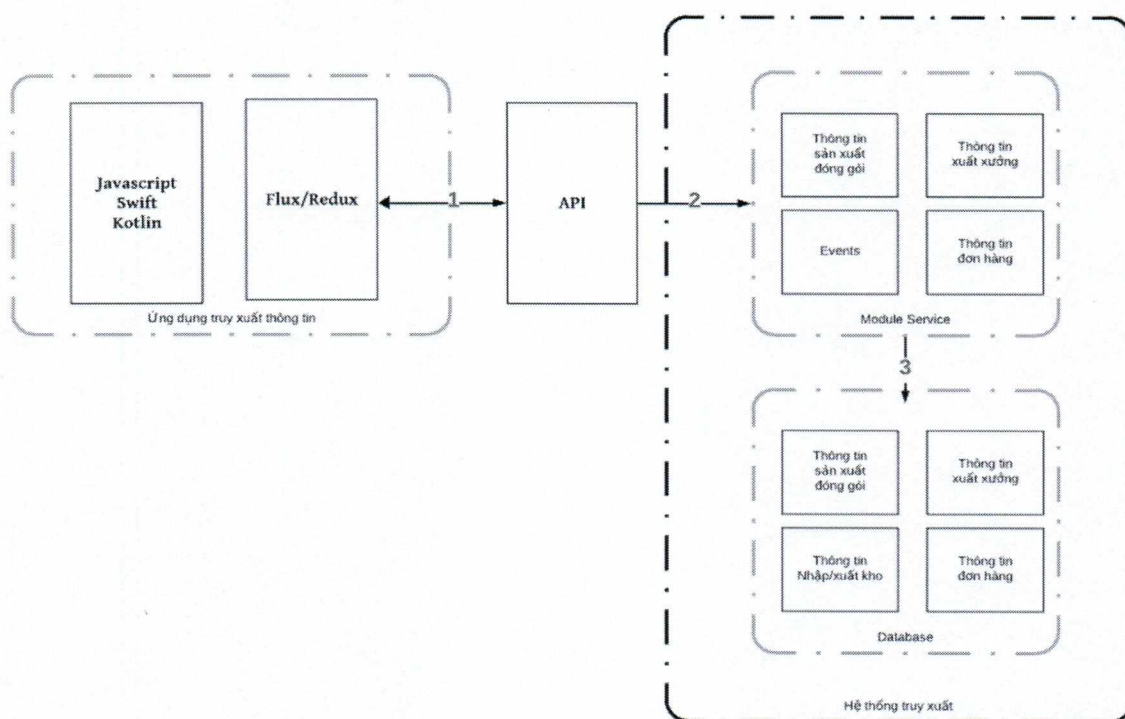 Javascript
Swift
Kotlin
Flux/Redux
Ứng dụng truy xuất thông tin
1
API
2
Thông tin
sản xuất
đóng gói
Thông tin
xuất xưởng
Events
Thông tin
đơn hàng
Module Service
3
Thông tin
sản xuất
đóng gói
Thông tin
xuất xưởng
Thông tin
Nhập/xuất kho
Thông tin
đơn hàng
Database
Hệ thống truy xuất